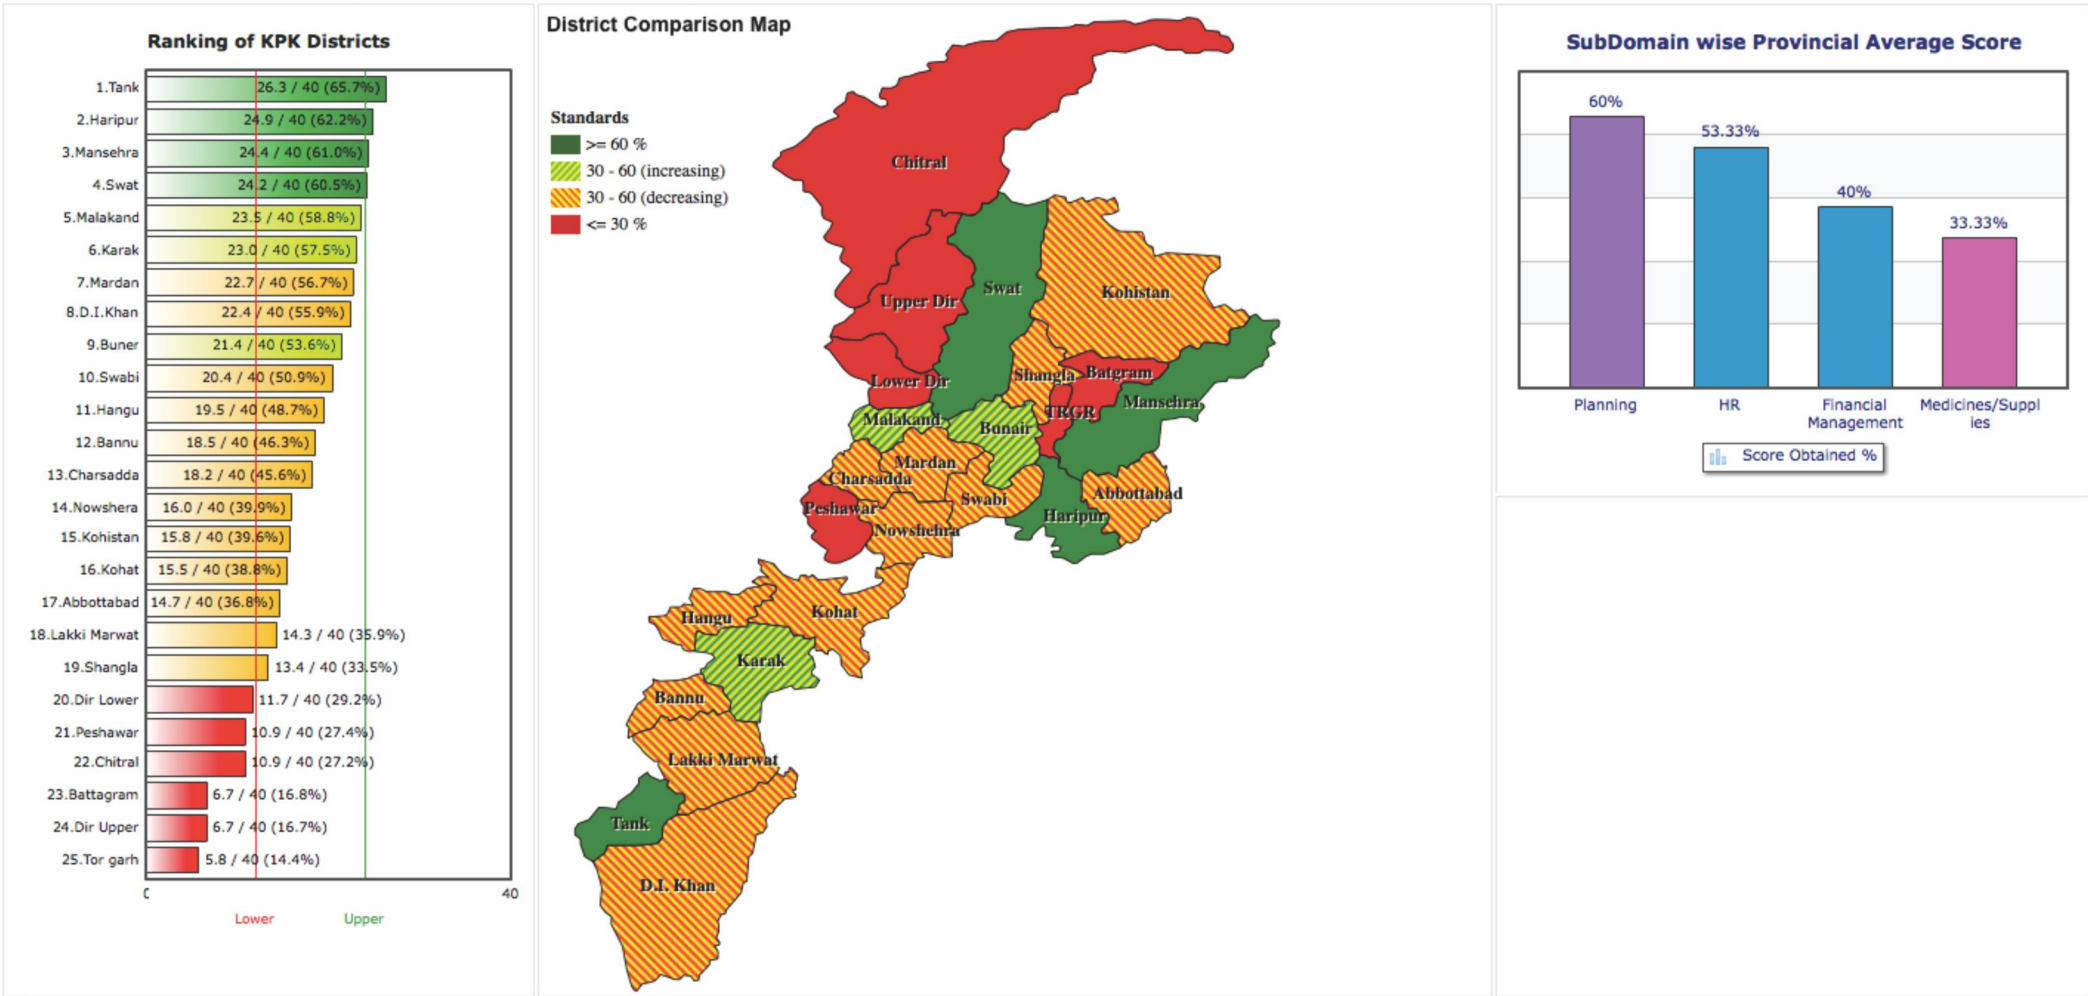 Ranking of KPK Districts
1.Tank 26.3 / 40 (65.7%)
2.Haripur 24.9 / 40 (62.2%)
3.Mansehra 24.4 / 40 (61.0%)
4.Swat 24.2 / 40 (60.5%)
5.Malakand 23.5 / 40 (58.8%)
6.Karak 23.0 / 40 (57.5%)
7.Mardan 22.7 / 40 (56.7%)
8.D.I.Khan 22.4 / 40 (55.9%)
9.Buner 21.4 / 40 (53.6%)
10.Swabi 20.4 / 40 (50.9%)
11.Hangu 19.5 / 40 (48.7%)
12.Bannu 18.5 / 40 (46.3%)
13.Charsadda 18.2 / 40 (45.6%)
14.Nowshera 16.0 / 40 (39.9%)
15.Kohistan 15.8 / 40 (39.6%)
16.Kohat 15.5 / 40 (38.8%)
17.Abbottabad 14.7 / 40 (36.8%)
18.Lakki Marwat 14.3 / 40 (35.9%)
19.Shangla 13.4 / 40 (33.5%)
20.Dir Lower 11.7 / 40 (29.2%)
21.Peshawar 10.9 / 40 (27.4%)
22.Chitral 10.9 / 40 (27.2%)
23.Battagram 6.7 / 40 (16.8%)
24.Dir Upper 6.7 / 40 (16.7%)
25.Tor garh 5.8 / 40 (14.4%)
0 40
Lower Upper
District Comparison Map
Standards
>= 60 %
30 - 60 (increasing)
30 - 60 (decreasing)
<= 30 %
Chitral
Upper Dir
Swat
Kohistan
Lower Dir
Shangla
Batgram
Malakand
TRGR
Mansehra
Bunair
Mardan
Charsadda
Swabi
Abbottabad
Peshawar
Nowshehra
Haripur
Hangu
Kohat
Karak
Bannu
Lakki Marwat
Tank
D.I. Khan
SubDomain wise Provincial Average Score
60%
53.33%
40%
33.33%
Planning
HR
Financial
Management
Medicines/Suppl
ies
Score Obtained %